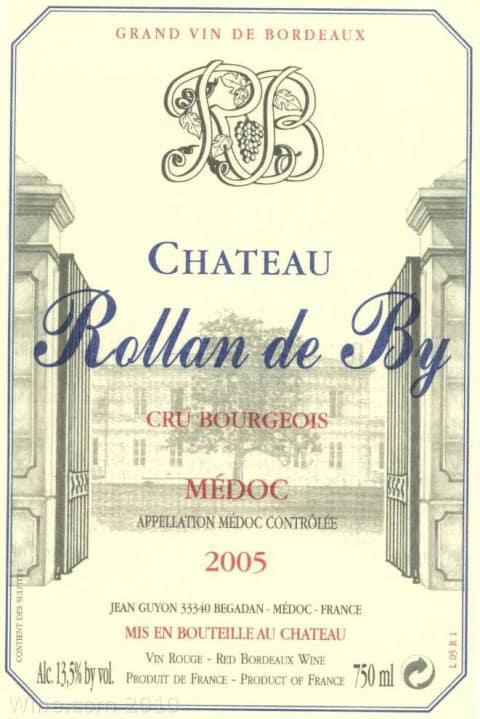 GRAND VIN DE BORDEAUX
RB
CHATEAU
Rollan de By
CRU BOURGEOIS
MÉDOC
APPELLATION MÉDOC CONTRÔLÉE
2005
JEAN GUYON 33340 BEGADAN - MÉDOC - FRANCE
MIS EN BOUTEILLE AU CHATEAU
VIN ROUGE - RED BORDEAUX WINE
Alc. 13,5% by vol. PRODUIT DE FRANCE - PRODUCT OF FRANCE 750 ml
CONTIENT DES SULFITES
L 05 R 1
Wine.com 2010